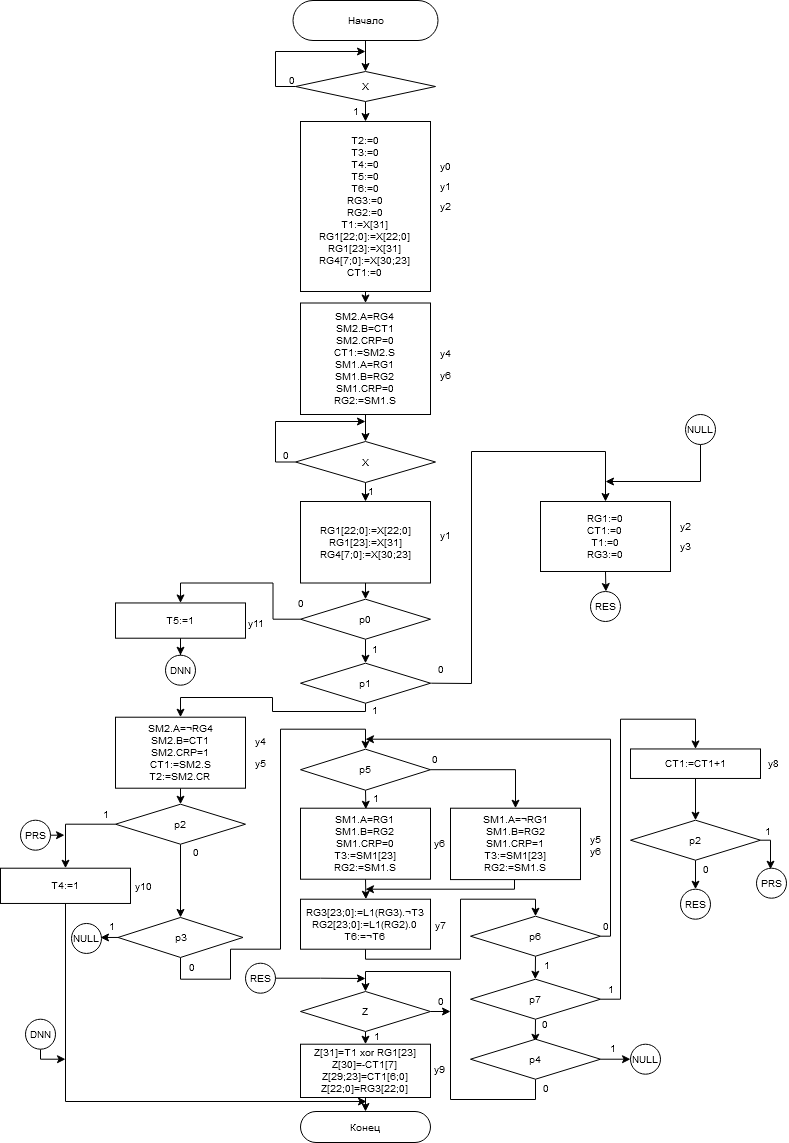 Начало
X
0
1
T2:=0
T3:=0
T4:=0
T5:=0
T6:=0
RG3:=0
RG2:=0
T1:=X[31]
RG1[22;0]:=X[22;0]
RG1[23]:=X[31]
RG4[7;0]:=X[30;23]
CT1:=0
y0
y1
y2
SM2.A=RG4
SM2.B=CT1
SM2.CRP=0
CT1:=SM2.S
SM1.A=RG1
SM1.B=RG2
SM1.CRP=0
RG2:=SM1.S
y4
y6
X
0
1
RG1[22;0]:=X[22;0]
RG1[23]:=X[31]
RG4[7;0]:=X[30;23]
y1
NULL
RG1:=0
CT1:=0
T1:=0
RG3:=0
y2
y3
RES
p0
0
1
T5:=1
y11
DNN
p1
0
1
SM2.A=¬RG4
SM2.B=CT1
SM2.CRP=1
CT1:=SM2.S
T2:=SM2.CR
y4
y5
p2
1
0
PRS
T4:=1
y10
p3
1
0
NULL
p5
0
1
SM1.A=RG1
SM1.B=RG2
SM1.CRP=0
T3:=SM1[23]
RG2:=SM1.S
y6
SM1.A=¬RG1
SM1.B=RG2
SM1.CRP=1
T3:=SM1[23]
RG2:=SM1.S
y5
y6
RG3[23;0]:=L1(RG3).¬T3
RG2[23;0]:=L1(RG2).0
T6:=¬T6
y7
p6
0
1
p7
1
0
p4
1
0
NULL
CT1:=CT1+1
y8
p2
1
0
PRS
RES
RES
Z
0
1
Z[31]=T1 xor RG1[23]
Z[30]=-CT1[7]
Z[29;23]=CT1[6;0]
Z[22;0]=RG3[22;0]
y9
DNN
Конец